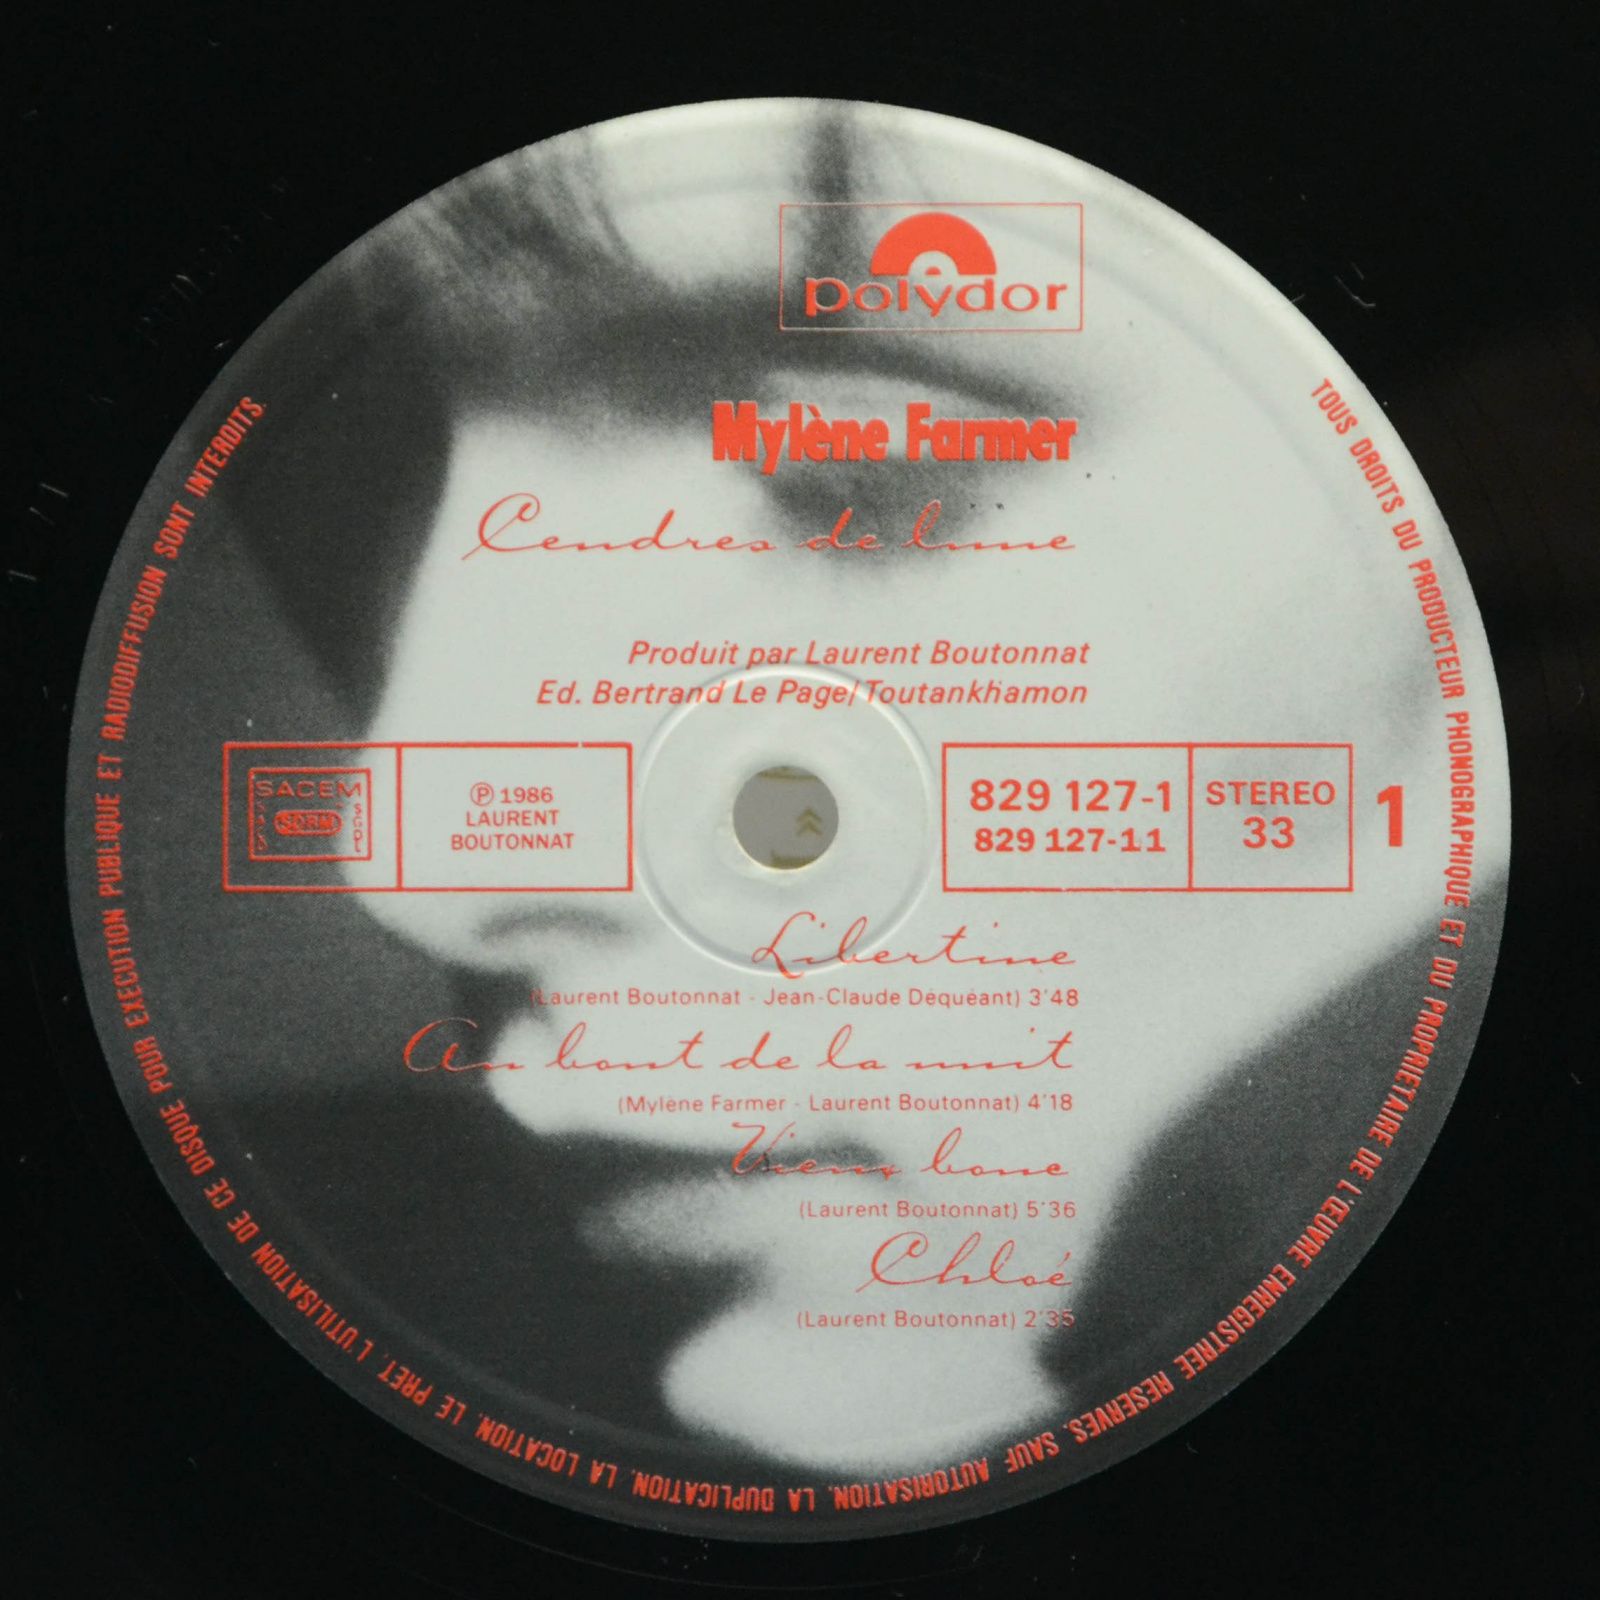 polydor
Mylène Farmer
Cendres de lune
Produit par Laurent Boutonnat
Ed. Bertrand Le Page/Toutankhamon
SACEM
SACD
SDRM
SGDL
℗ 1986
LAURENT
BOUTONNAT
829 127-1
829 127-11
STEREO
33
1
Libertine
(Laurent Boutonnat - Jean-Claude Déquéant) 3'48
Au bout de la nuit
(Mylène Farmer - Laurent Boutonnat) 4'18
Vieux bouc
(Laurent Boutonnat) 5'36
Chloé
(Laurent Boutonnat) 2'35
TOUS DROITS DU PRODUCTEUR PHONOGRAPHIQUE ET DU PROPRIETAIRE DE L'ŒUVRE ENREGISTREE RESERVES. SAUF AUTORISATION, LA DUPLICATION, LA LOCATION, LE PRET, L'UTILISATION DE CE DISQUE POUR EXECUTION PUBLIQUE ET RADIODIFFUSION SONT INTERDITS.